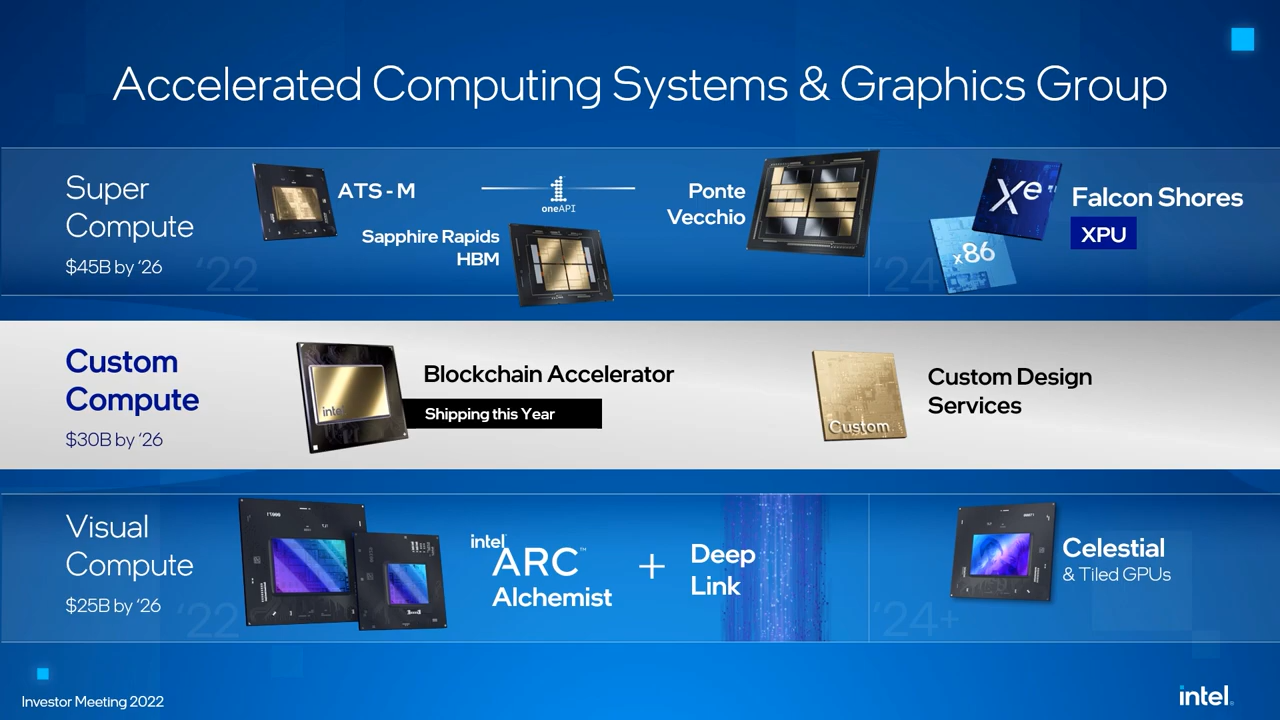 Accelerated Computing Systems & Graphics Group
Super
Compute
$45B by ‘26
‘22
ATS - M
oneAPI
Sapphire Rapids
HBM
Ponte
Vecchio
‘24
x86
Xe
Falcon Shores
XPU
Custom
Compute
$30B by ‘26
intel
Blockchain Accelerator
Shipping this Year
Custom
Custom Design
Services
Visual
Compute
$25B by ‘26
‘22
intel
ARC™
Alchemist
+
Deep
Link
‘24+
Celestial
& Tiled GPUs
Investor Meeting 2022
intel.